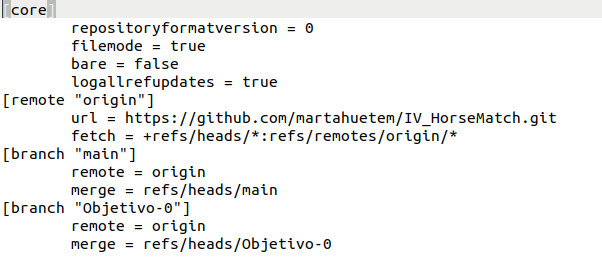 [core]
repositoryformatversion = 0
filemode = true
bare = false
logallrefupdates = true
[remote "origin"]
url = https://github.com/martahuetem/IV_HorseMatch.git
fetch = +refs/heads/*:refs/remotes/origin/*
[branch "main"]
remote = origin
merge = refs/heads/main
[branch "Objetivo-0"]
remote = origin
merge = refs/heads/Objetivo-0